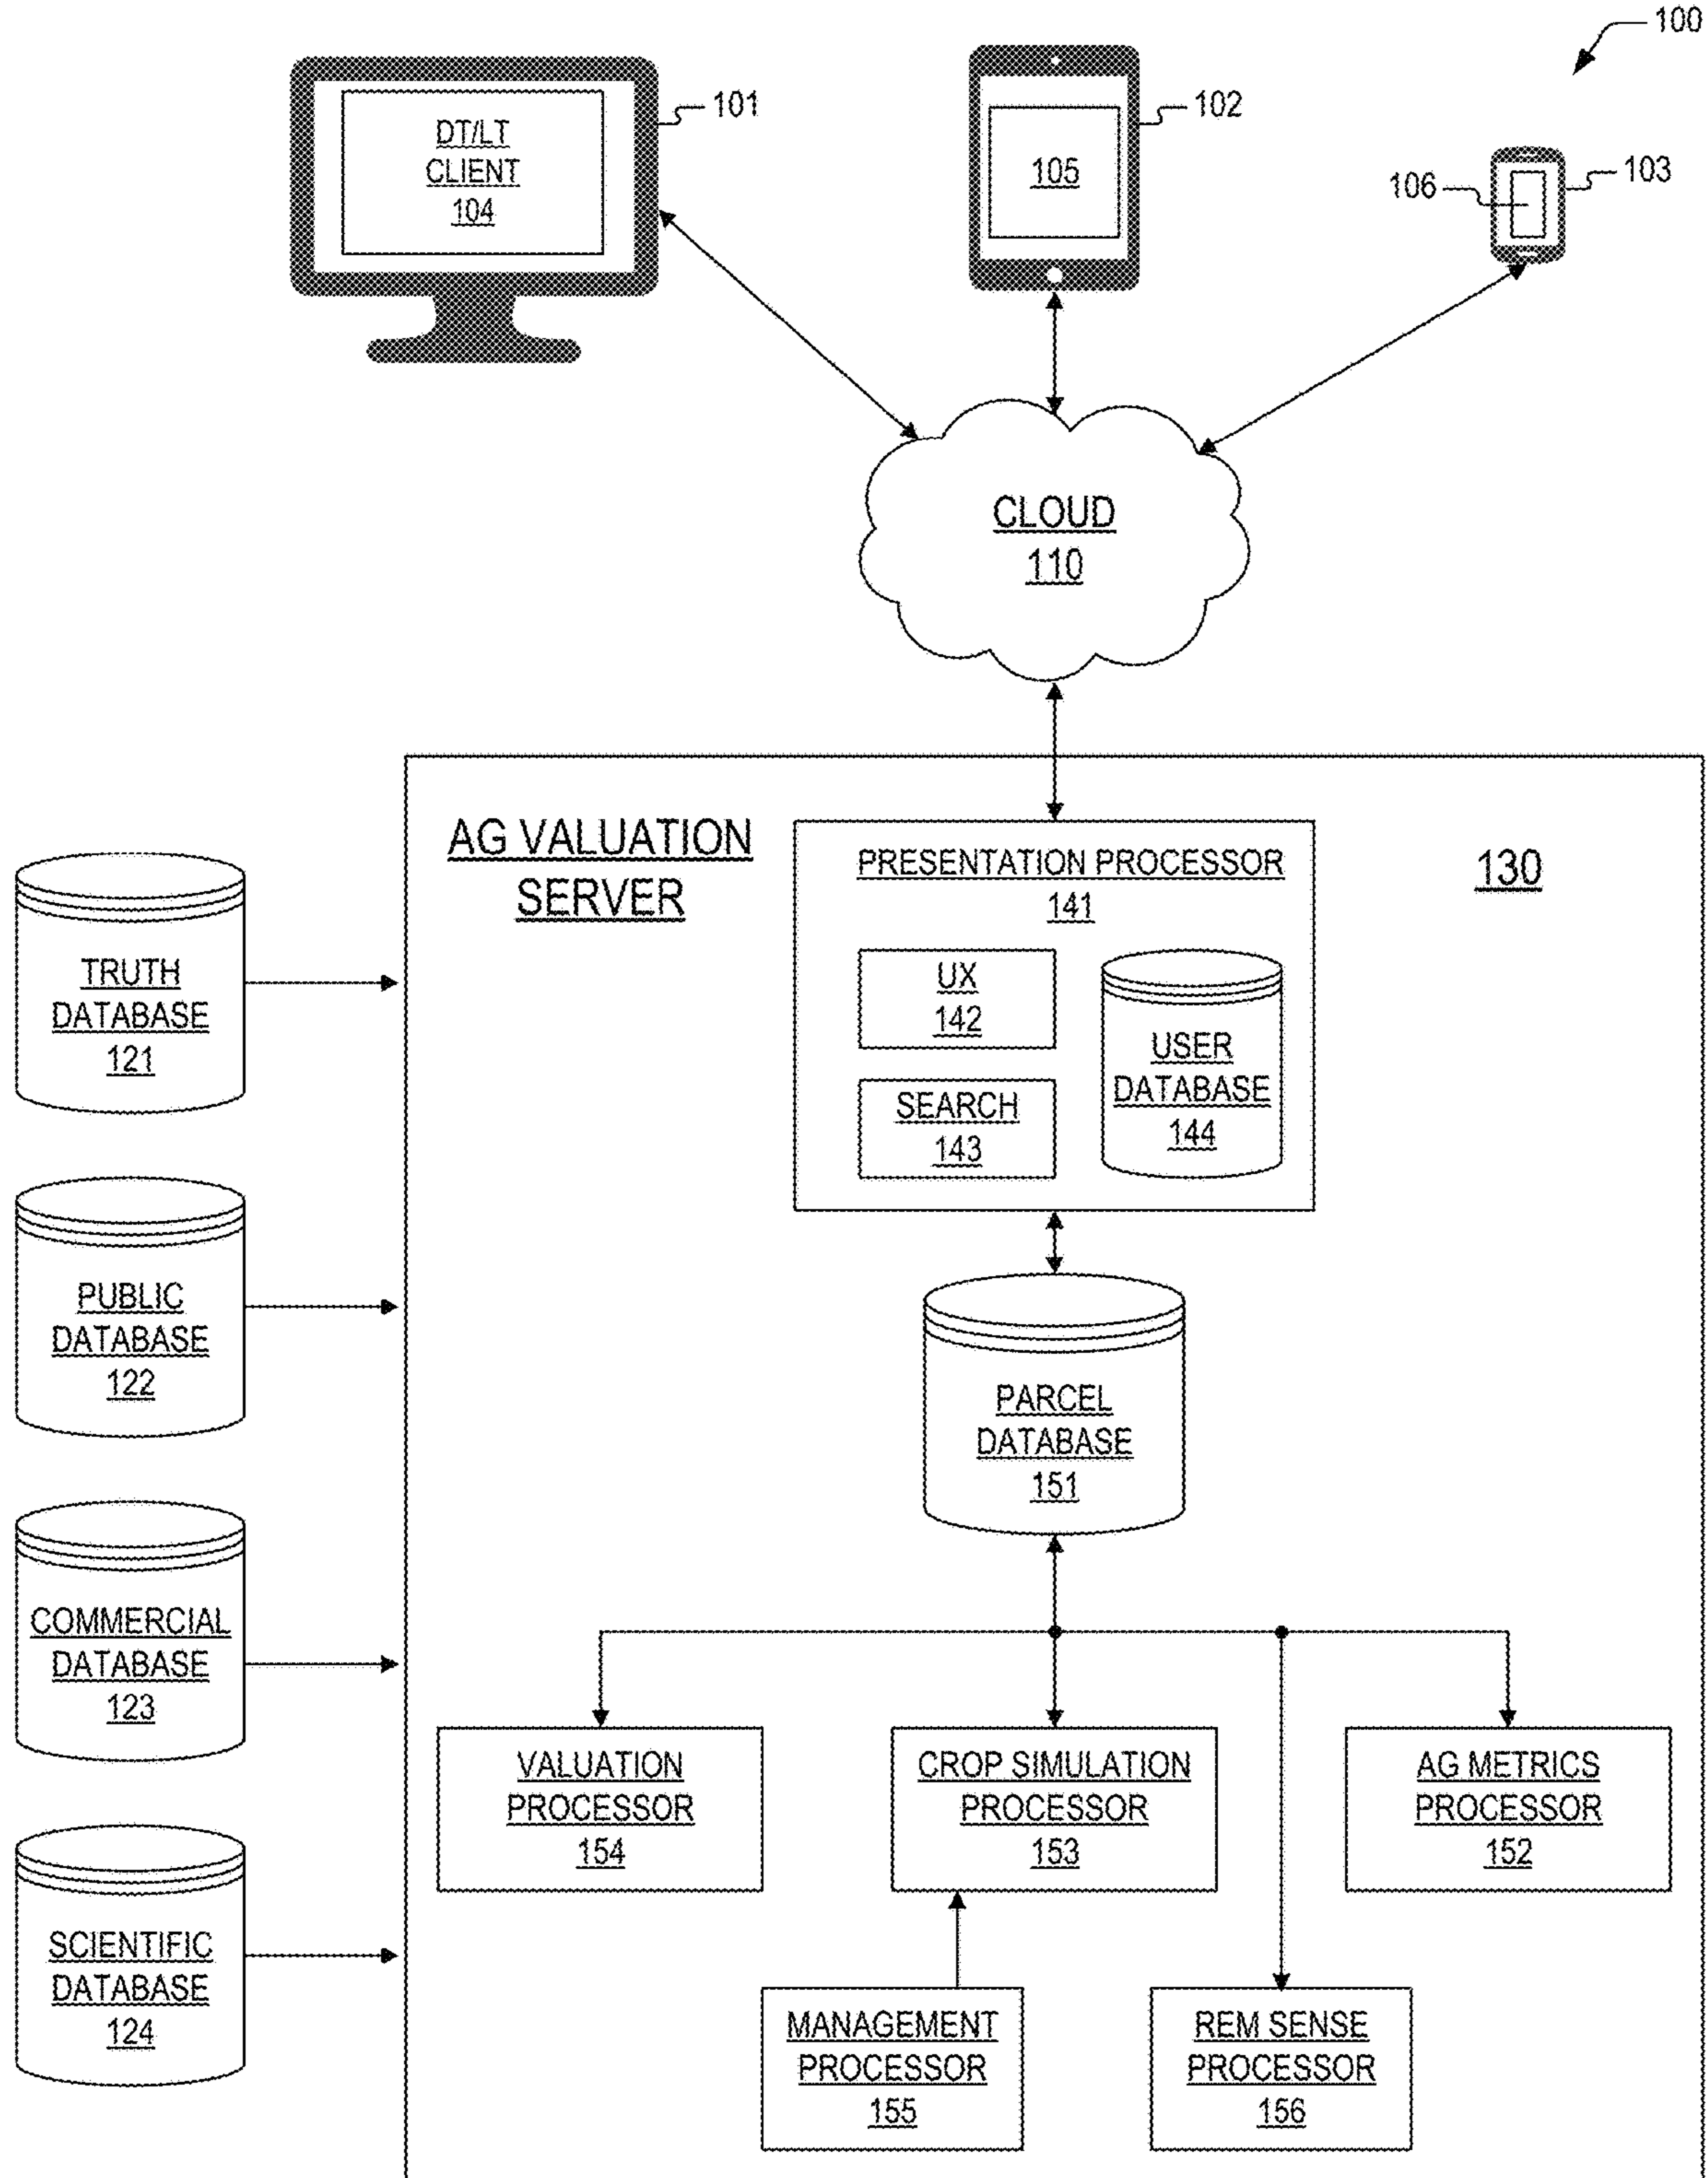 100
101
102
103
DT/LT
CLIENT
104
105
106
CLOUD
110
AG VALUATION
SERVER
130
PRESENTATION PROCESSOR
141
UX
142
SEARCH
143
USER
DATABASE
144
TRUTH
DATABASE
121
PUBLIC
DATABASE
122
COMMERCIAL
DATABASE
123
SCIENTIFIC
DATABASE
124
PARCEL
DATABASE
151
VALUATION
PROCESSOR
154
CROP SIMULATION
PROCESSOR
153
AG METRICS
PROCESSOR
152
MANAGEMENT
PROCESSOR
155
REM SENSE
PROCESSOR
156